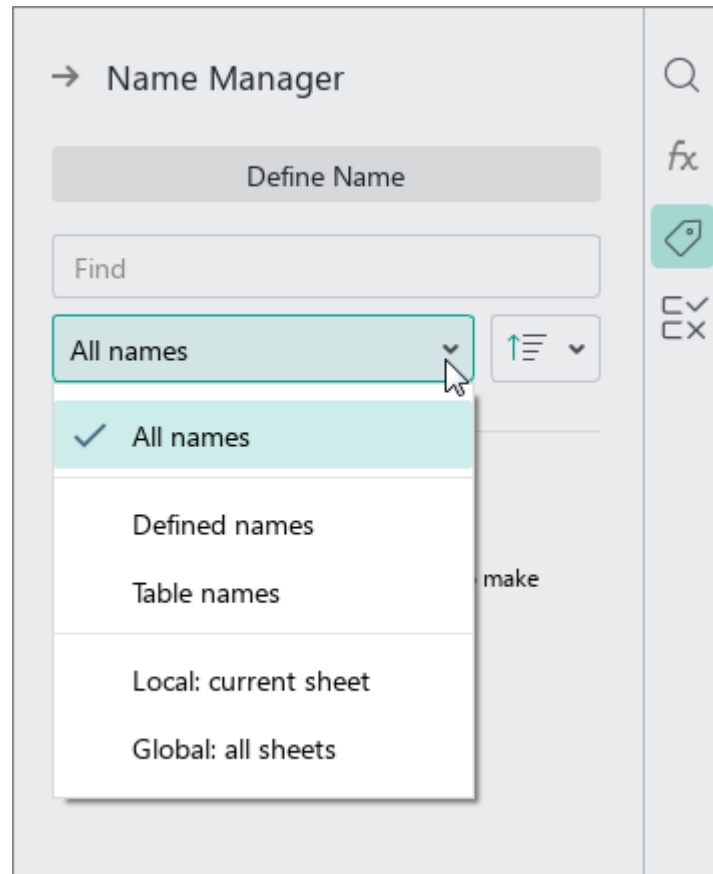 Name Manager
Define Name
Find
All names
All names
Defined names
make
Table names
Local: current sheet
Global: all sheets
fx